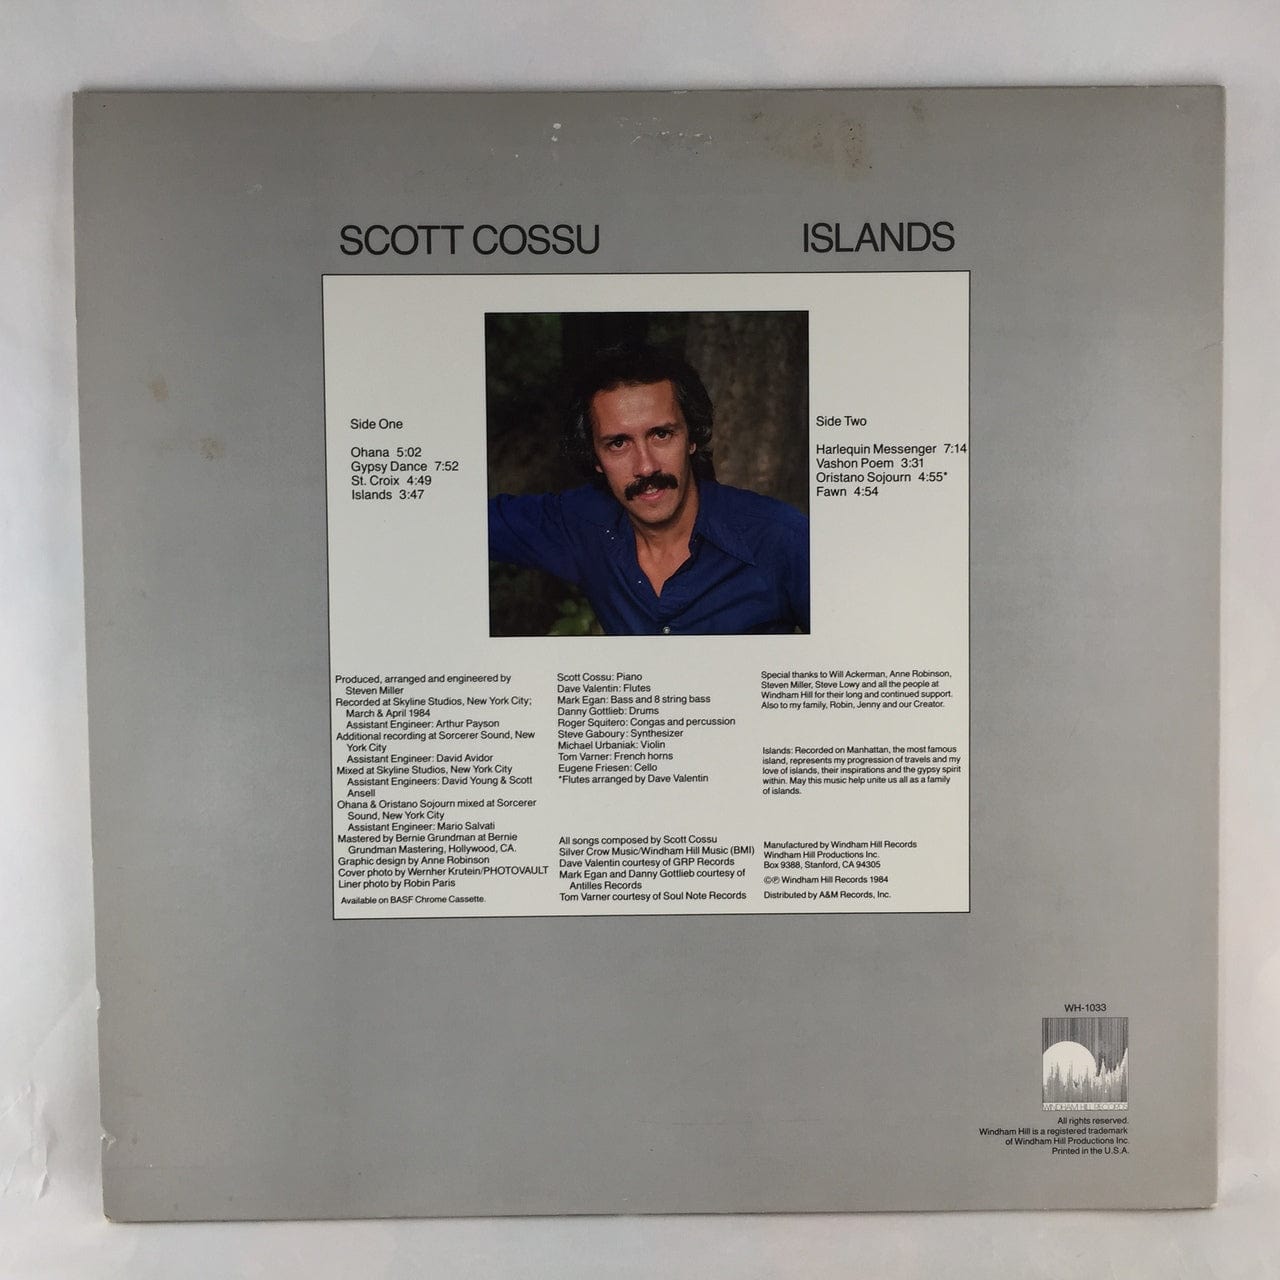 SCOTT COSSU
ISLANDS
Side One
Ohana 5:02
Gypsy Dance 7:52
St. Croix 4:49
Islands 3:47
Side Two
Harlequin Messenger 7:14
Vashon Poem 3:31
Oristano Sojourn 4:55*
Fawn 4:54
Produced, arranged and engineered by
Steven Miller
Recorded at Skyline Studios, New York City;
March & April 1984
Assistant Engineer: Arthur Payson
Additional recording at Sorcerer Sound, New
York City
Assistant Engineer: David Avidor
Mixed at Skyline Studios, New York City
Assistant Engineers: David Young & Scott
Ansell
Ohana & Oristano Sojourn mixed at Sorcerer
Sound, New York City
Assistant Engineer: Mario Salvati
Mastered by Bernie Grundman at Bernie
Grundman Mastering, Hollywood, CA.
Graphic design by Anne Robinson
Cover photo by Wernher Krutein/PHOTOVAULT
Liner photo by Robin Paris
Available on BASF Chrome Cassette.
Scott Cossu: Piano
Dave Valentin: Flutes
Mark Egan: Bass and 8 string bass
Danny Gottlieb: Drums
Roger Squitero: Congas and percussion
Steve Gaboury: Synthesizer
Michael Urbaniak: Violin
Tom Varner: French horns
Eugene Friesen: Cello
*Flutes arranged by Dave Valentin
All songs composed by Scott Cossu
Silver Crow Music/Windham Hill Music (BMI)
Dave Valentin courtesy of GRP Records
Mark Egan and Danny Gottlieb courtesy of
Antilles Records
Tom Varner courtesy of Soul Note Records
Special thanks to Will Ackerman, Anne Robinson,
Steven Miller, Steve Lowy and all the people at
Windham Hill for their long and continued support.
Also to my family, Robin, Jenny and our Creator.
Islands: Recorded on Manhattan, the most famous
island, represents my progression of travels and my
love of islands, their inspirations and the gypsy spirit
within. May this music help unite us all as a family
of islands.
Manufactured by Windham Hill Records
Windham Hill Productions Inc.
Box 9388, Stanford, CA 94305
©℗ Windham Hill Records 1984
Distributed by A&M Records, Inc.
WH-1033
WINDHAM HILL RECORDS
All rights reserved.
Windham Hill is a registered trademark
of Windham Hill Productions Inc.
Printed in the U.S.A.